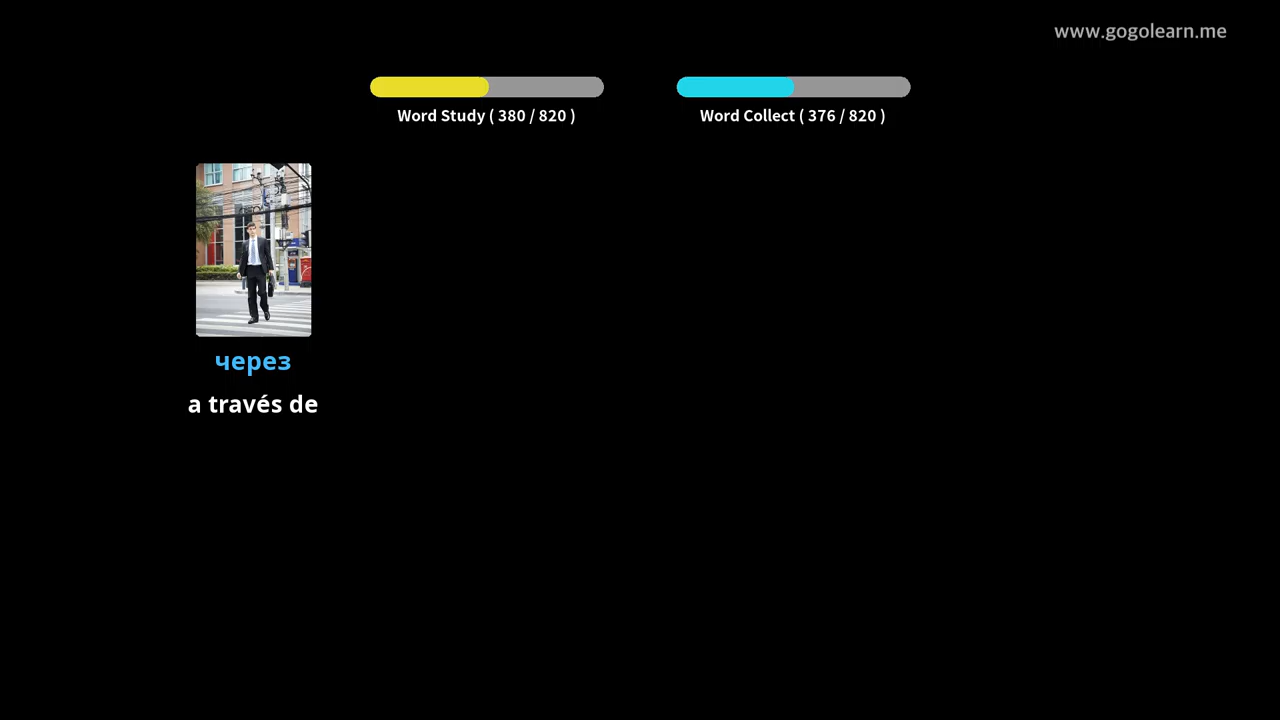 www.gogolearn.me
Word Study ( 380 / 820 )
Word Collect ( 376 / 820 )
через
a través de